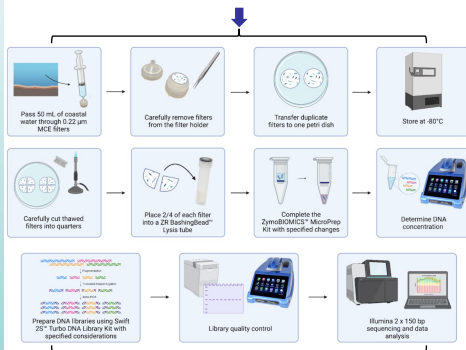 Pass 50 mL of coastal
water through 0.22 µm
MCE filters
Carefully remove filters
from the filter holder
Transfer duplicate
filters to one petri dish
Store at -80°C
Carefully cut thawed
filters into quarters
Place 2/4 of each filter
into a ZR BashingBead™
Lysis tube
Complete the
ZymoBIOMICS™ MicroPrep
Kit with specified changes
Determine DNA
concentration
Prepare DNA libraries using Swift
2S™ Turbo DNA Library Kit with
specified considerations
Library quality control
Illumina 2 x 150 bp
sequencing and data
analysis